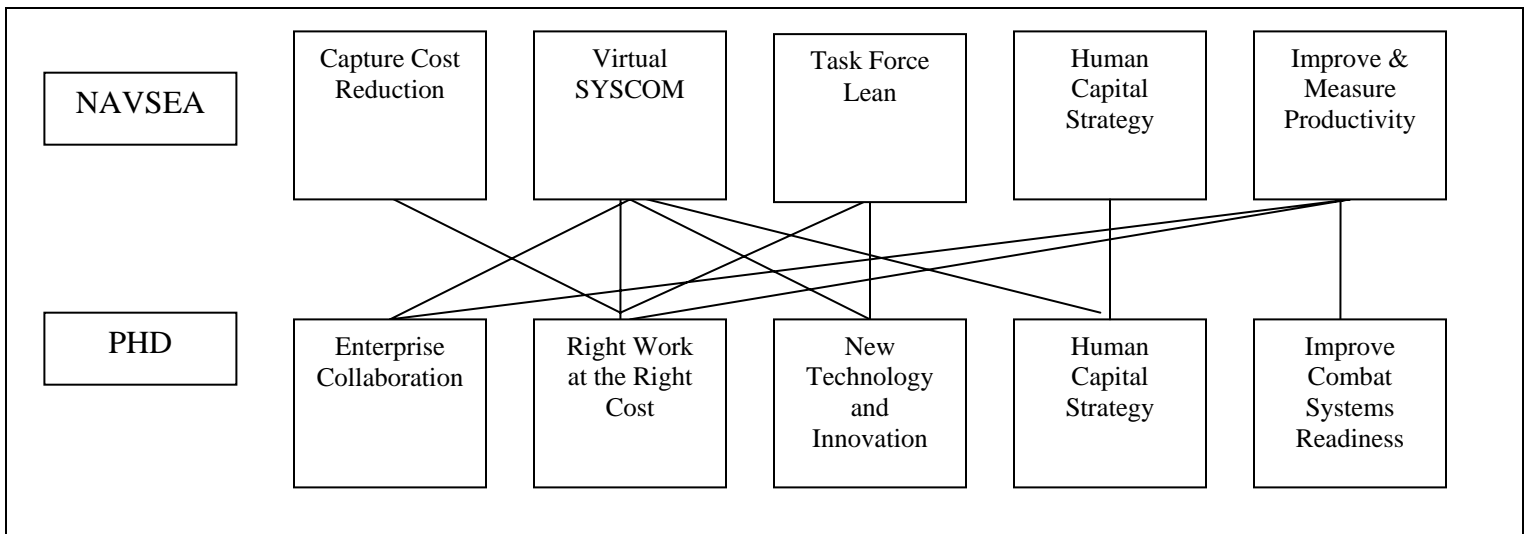 NAVSEA
Capture Cost
Reduction
Virtual
SYSCOM
Task Force
Lean
Human
Capital
Strategy
Improve &
Measure
Productivity
PHD
Enterprise
Collaboration
Right Work
at the Right
Cost
New
Technology
and
Innovation
Human
Capital
Strategy
Improve
Combat
Systems
Readiness